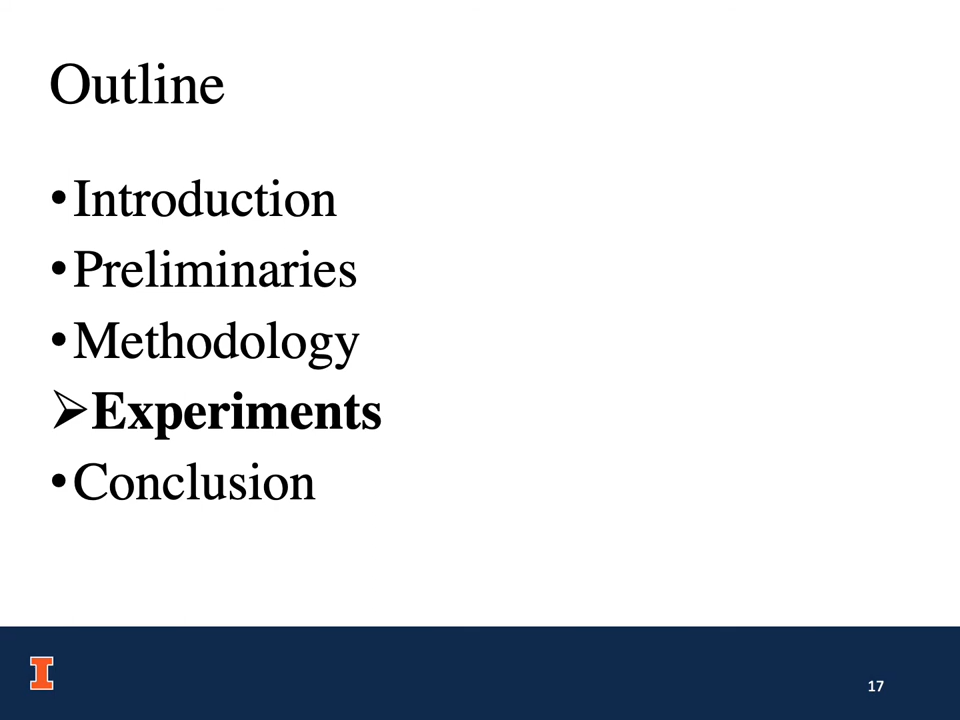 Outline
• Introduction
• Preliminaries
• Methodology
➢ Experiments
• Conclusion
I
17